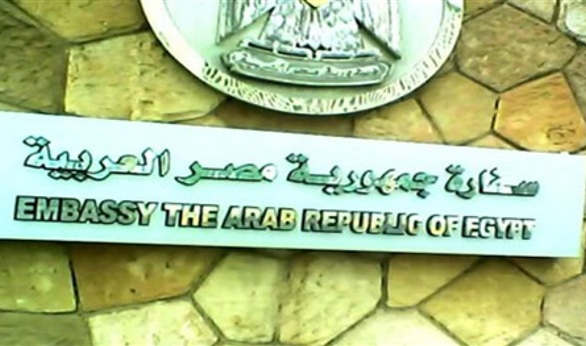 سفارة جمهورية مصر العربية
EMBASSY THE ARAB REPUBLIC OF EGYPT